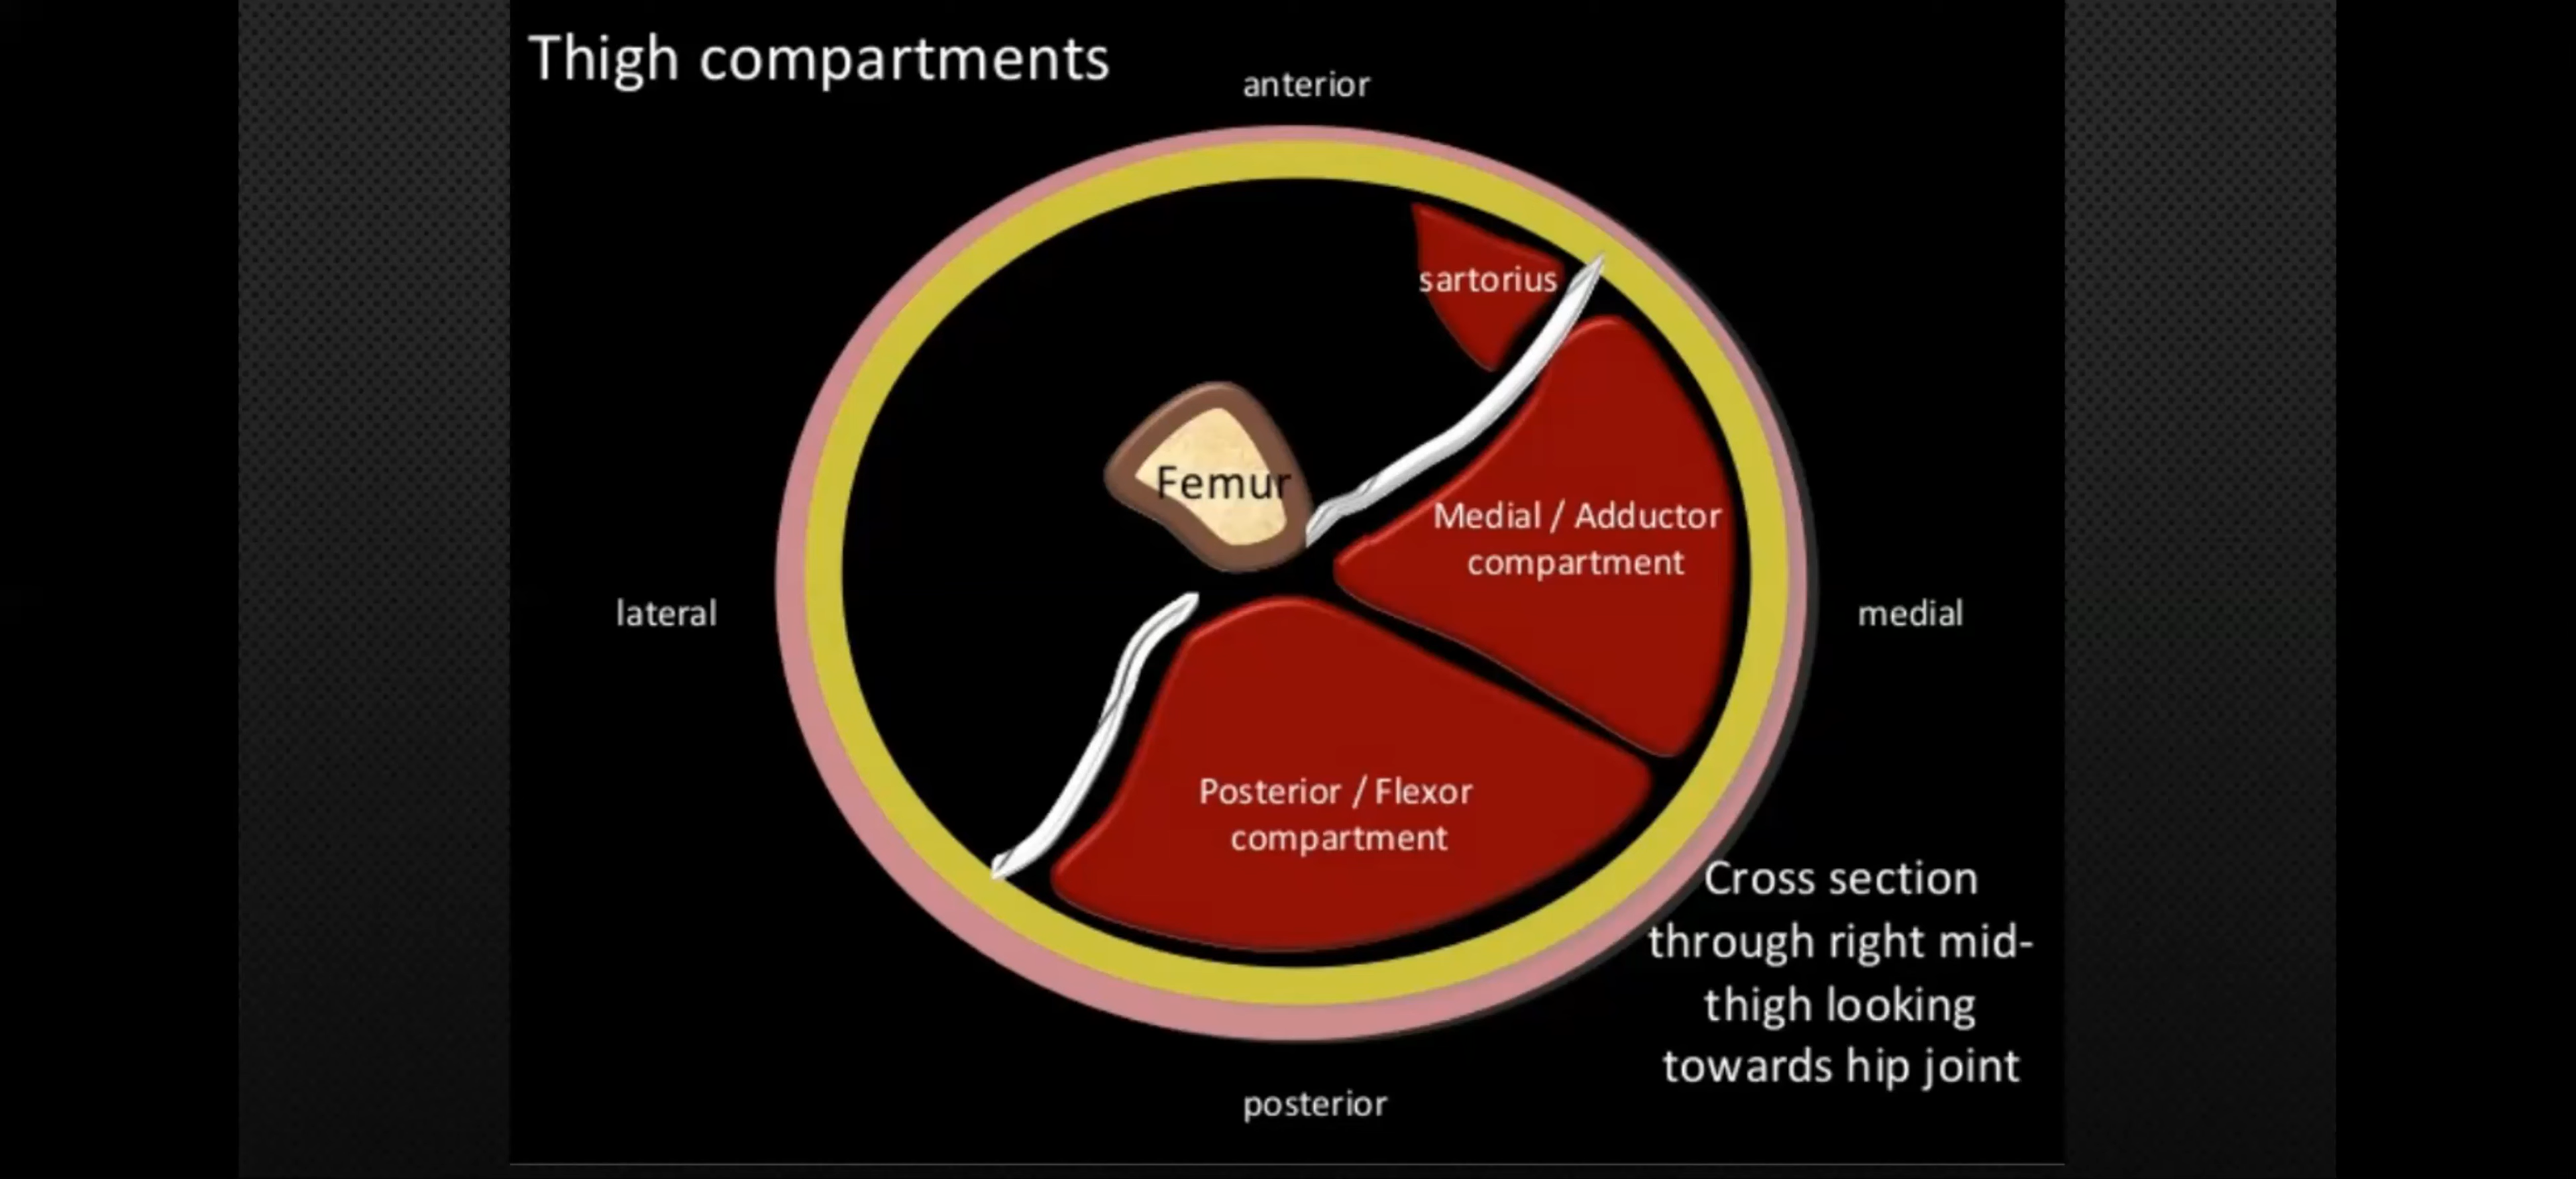 Thigh compartments
anterior
sartorius
Femur
Medial / Adductor
compartment
lateral
medial
Posterior / Flexor
compartment
Cross section
through right mid-
thigh looking
towards hip joint
posterior